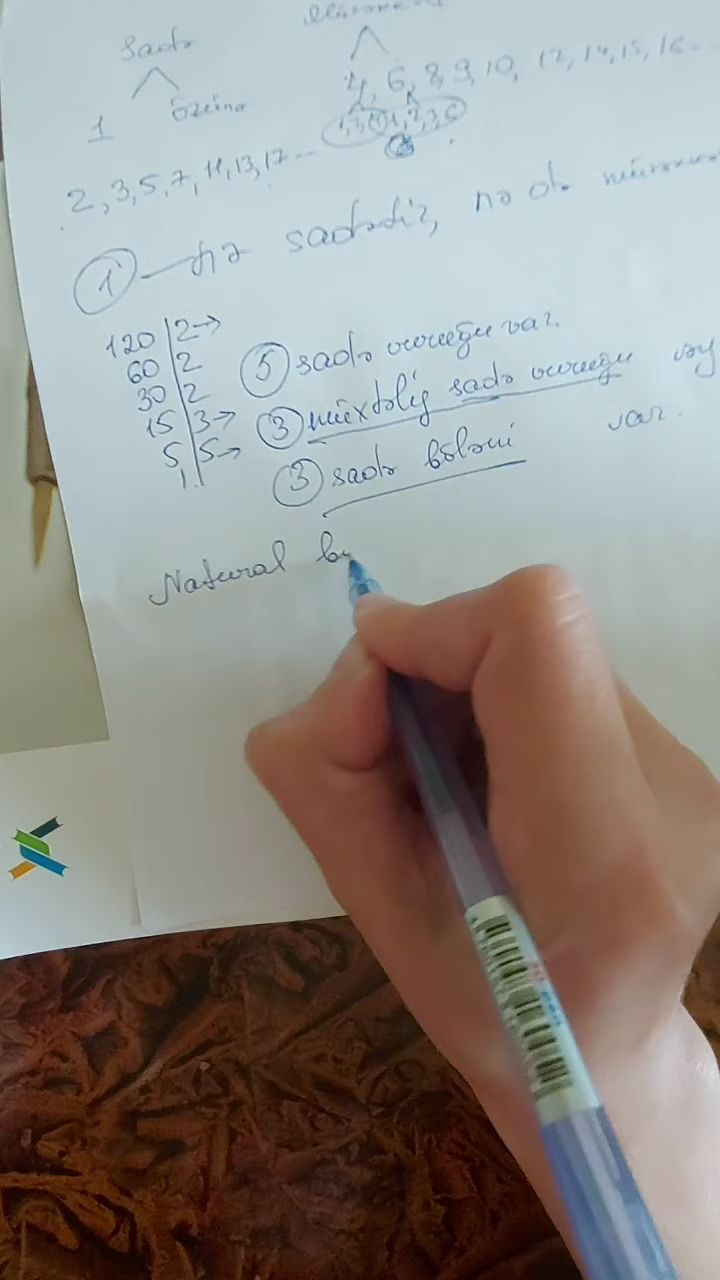 Sadə
1 Özünə
4, 6, 8, 9, 10, 12, 14, 15, 16...
2, 3, 5, 7, 11, 13, 17...
① — nə sadədir, nə də
120 | 2→
60 | 2
30 | 2
15 | 3→
5 | 5→
1
⑤ sadə vuruğu var.
③ müxtəlif sadə vuruğu
③ sadə böləni var.
Natural b